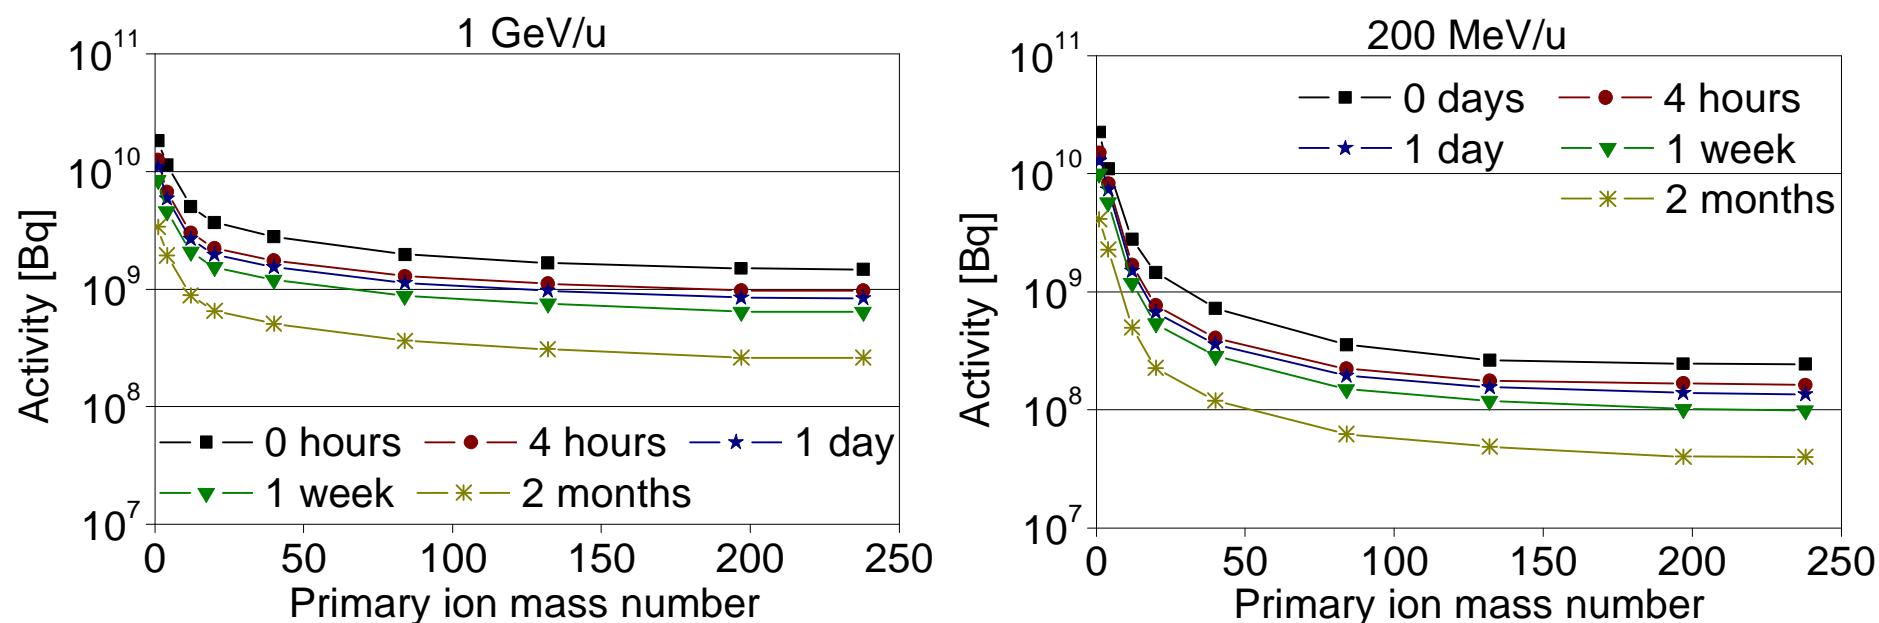 1 GeV/u
10^11
10^10
10^9
10^8
10^7
Activity [Bq]
0 hours 4 hours 1 day
1 week 2 months
0 50 100 150 200 250
Primary ion mass number
200 MeV/u
10^11
10^10
10^9
10^8
10^7
Activity [Bq]
0 days 4 hours
1 day 1 week
2 months
0 50 100 150 200 250
Primary ion mass number